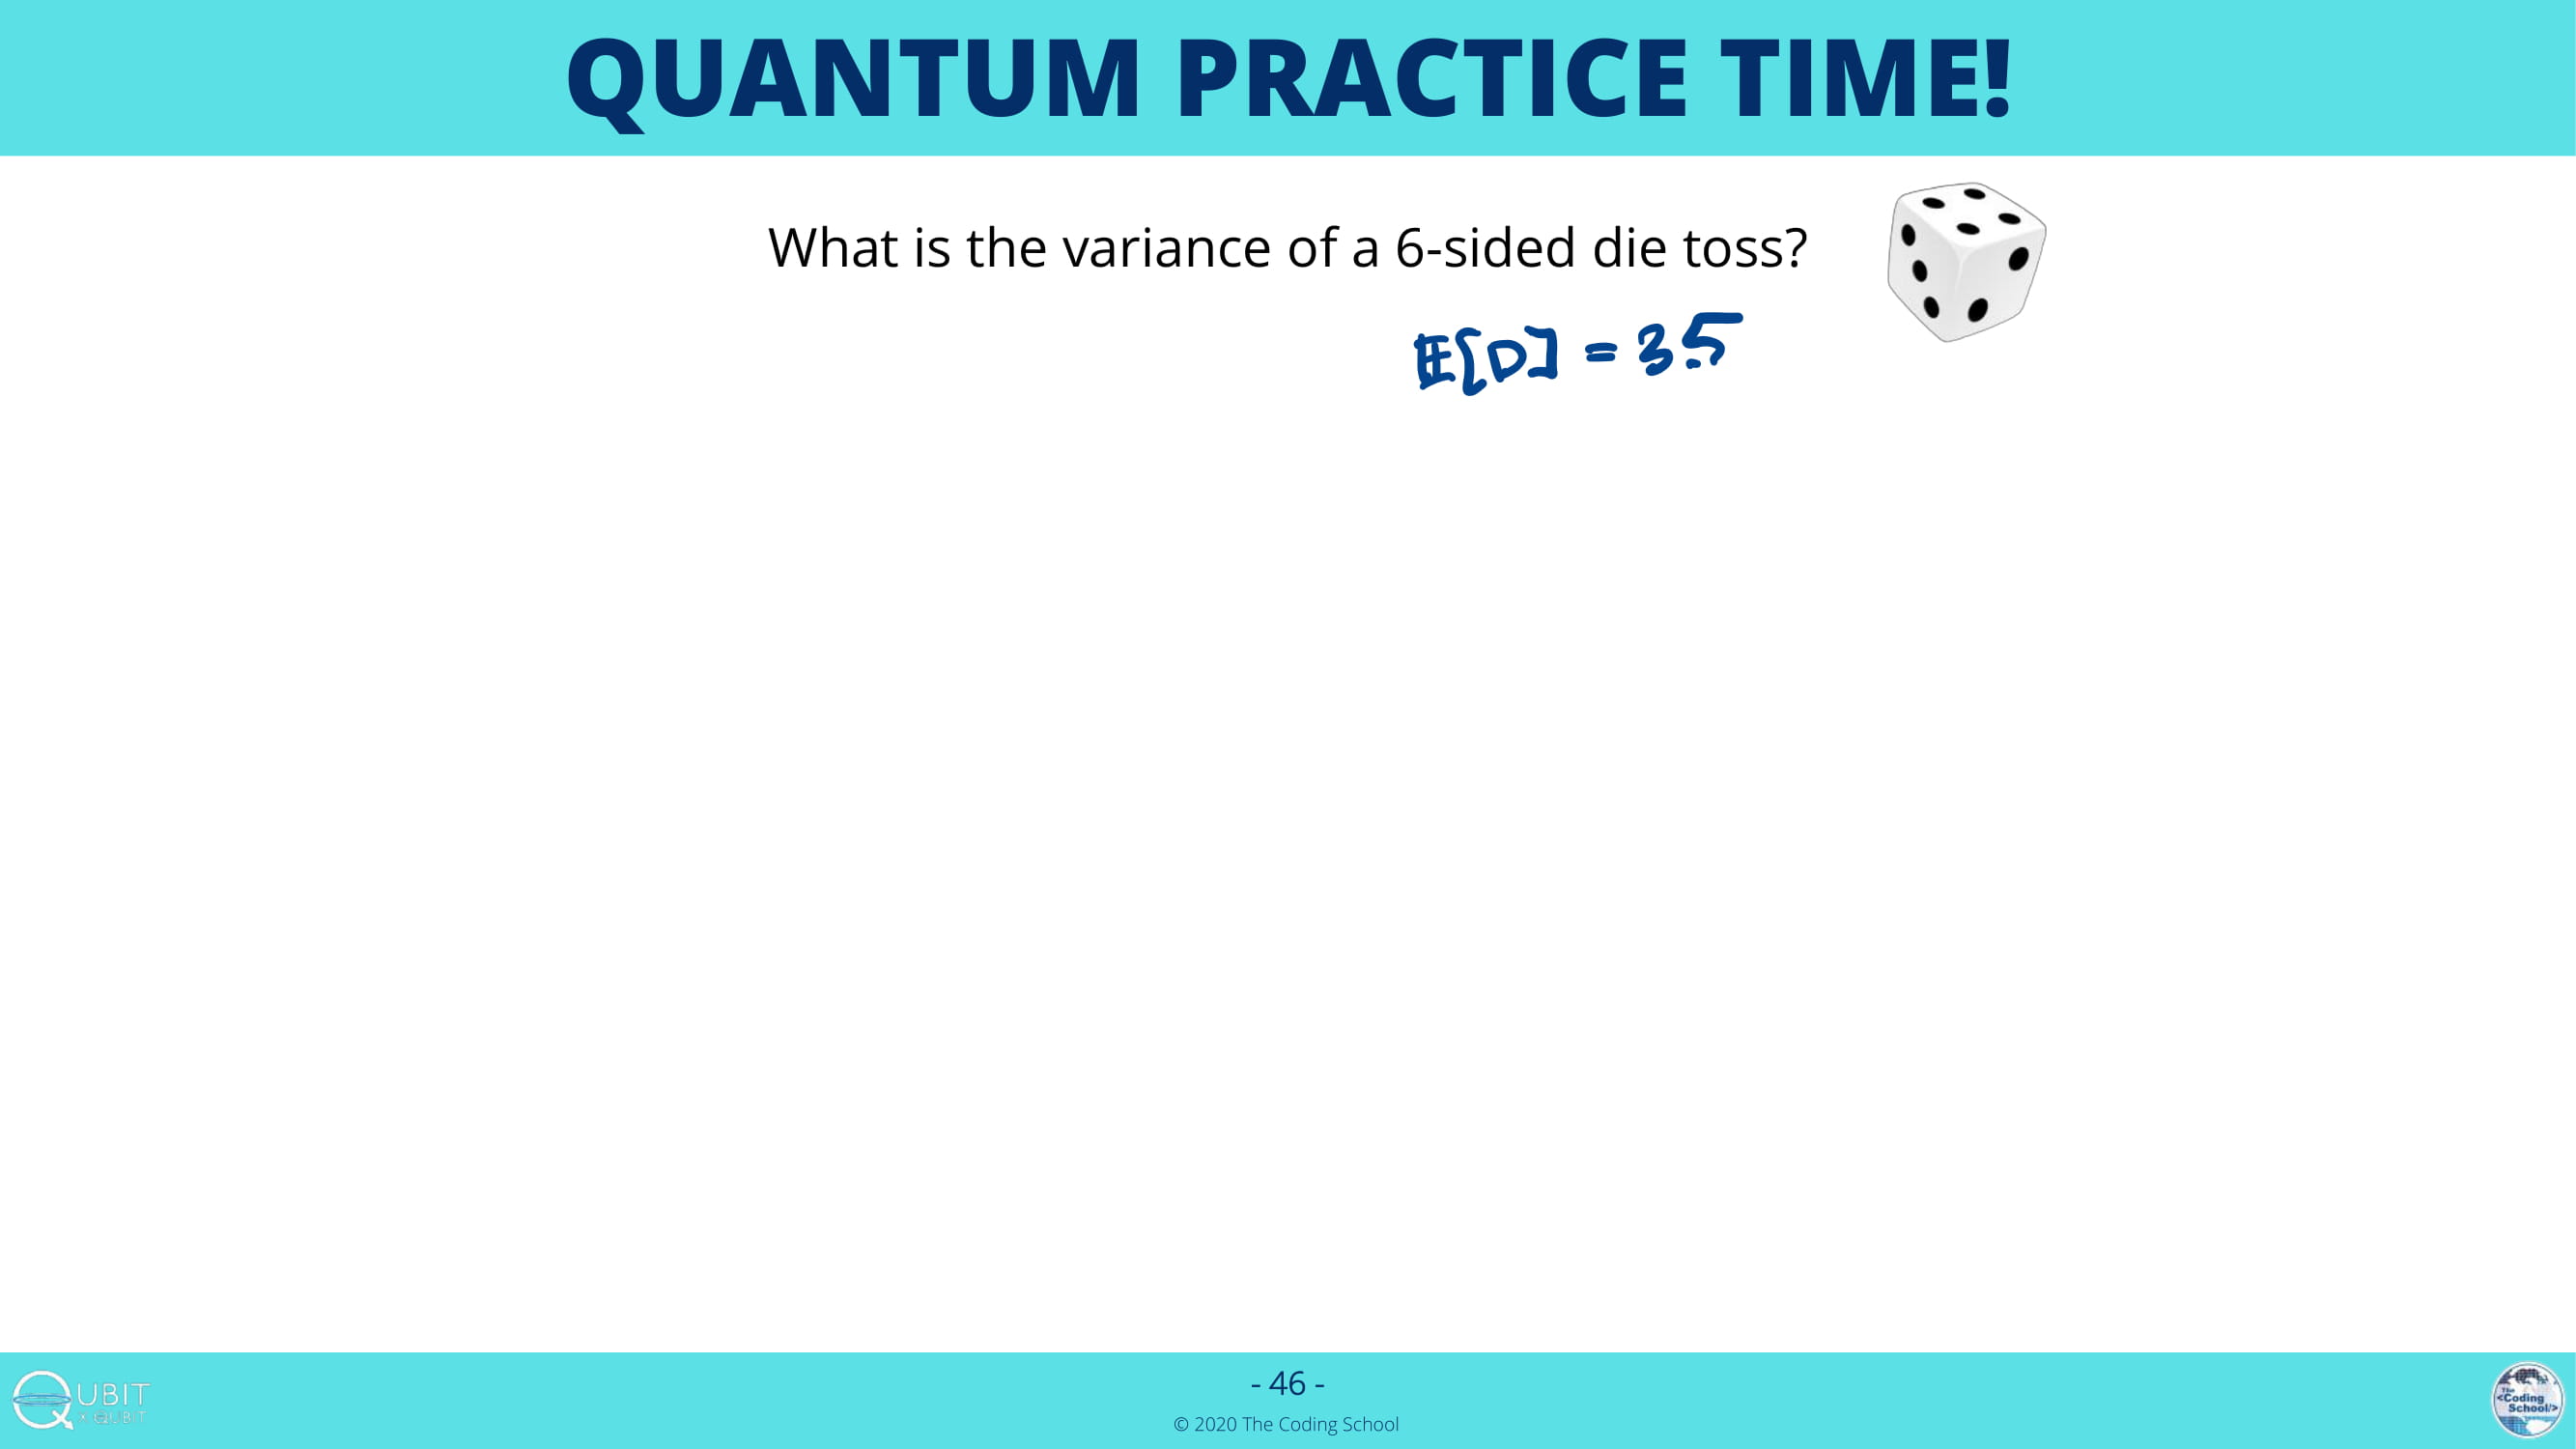 QUANTUM PRACTICE TIME!
What is the variance of a 6-sided die toss?
𝔼[D] = 3.5
QUBIT
x QUBIT
- 46 -
© 2020 The Coding School
The
<Coding
School/>